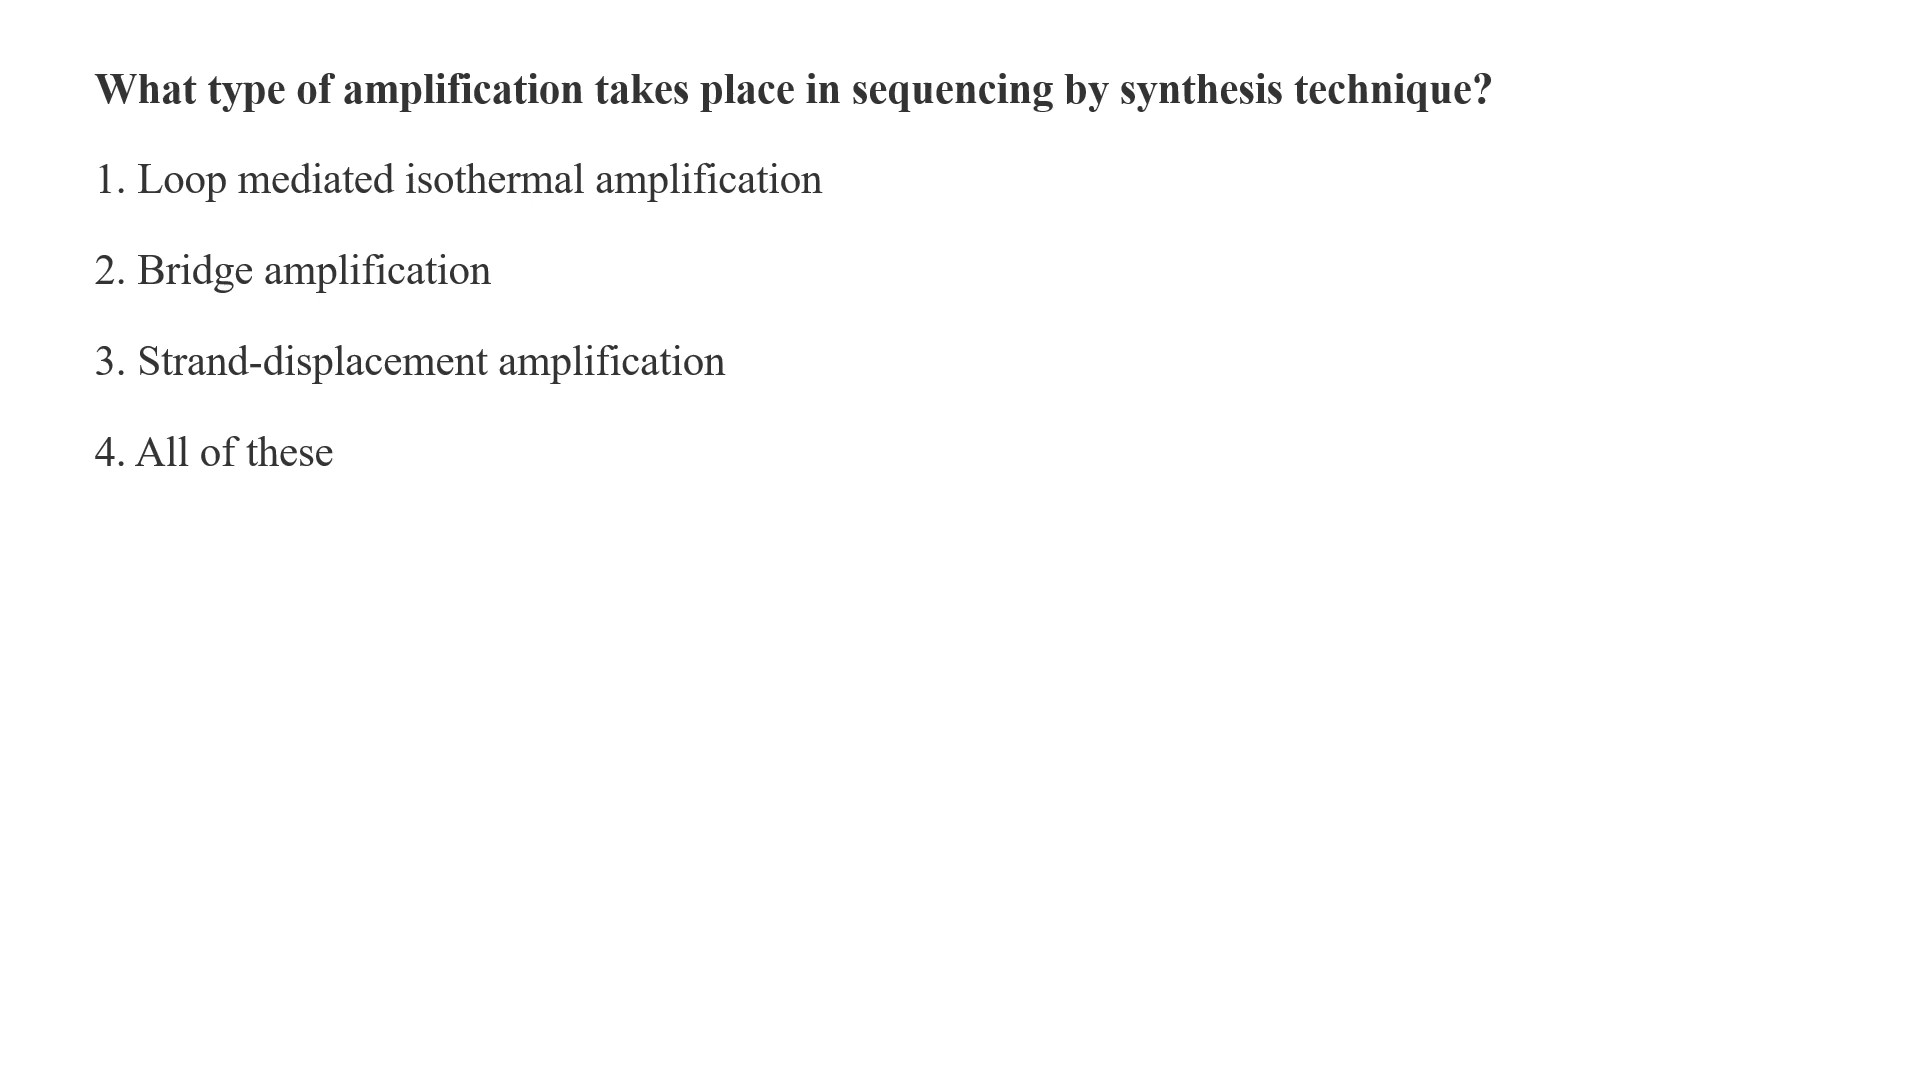 What type of amplification takes place in sequencing by synthesis technique?
1. Loop mediated isothermal amplification
2. Bridge amplification
3. Strand-displacement amplification
4. All of these